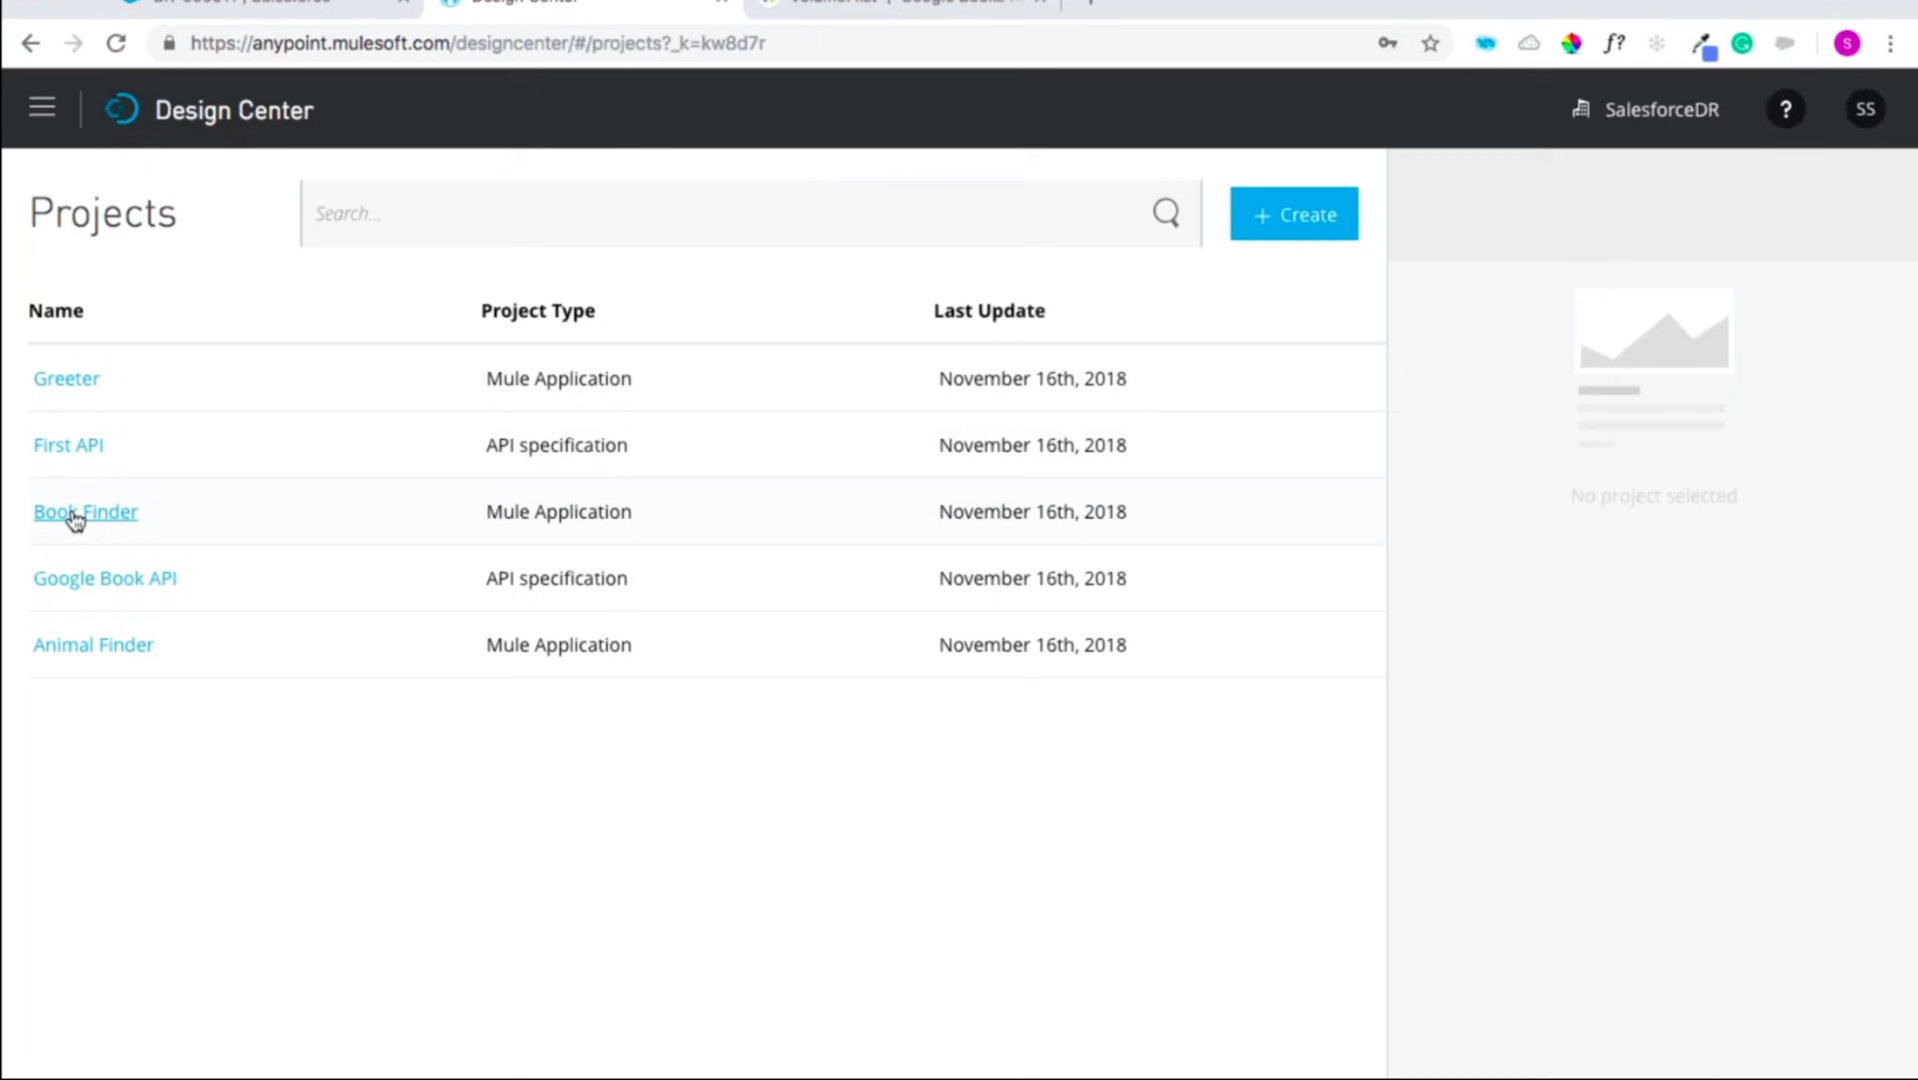 Design Center
https://anypoint.mulesoft.com/designcenter/#/projects?_k=kw8d7r
f?
S
Design Center
SalesforceDR
?
SS
Projects
Search...
+ Create
Name Project Type Last Update
Greeter Mule Application November 16th, 2018
First API API specification November 16th, 2018
Book Finder Mule Application November 16th, 2018
Google Book API API specification November 16th, 2018
Animal Finder Mule Application November 16th, 2018
No project selected